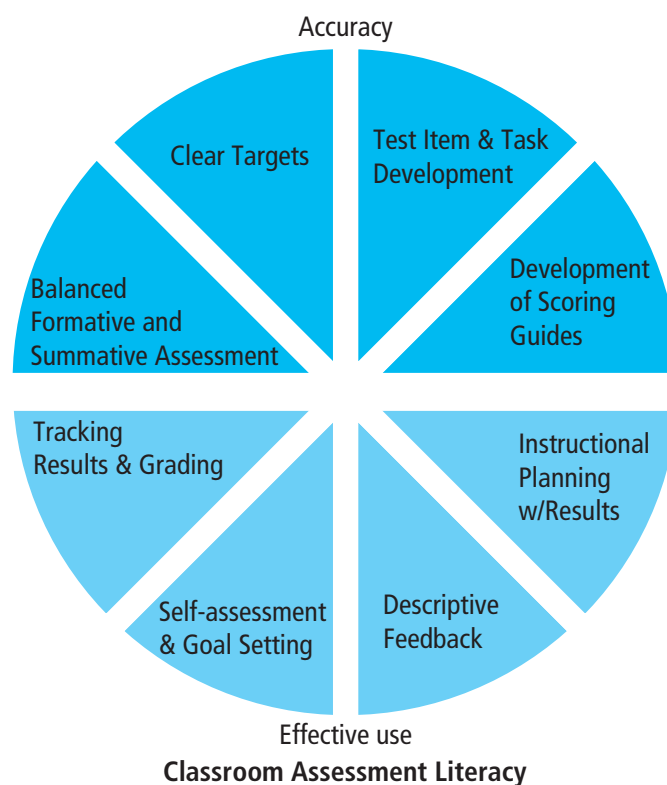 Accuracy
Clear Targets
Test Item & Task
Development
Balanced
Formative and
Summative Assessment
Development
of Scoring
Guides
Tracking
Results & Grading
Instructional
Planning
w/Results
Self-assessment
& Goal Setting
Descriptive
Feedback
Effective use
Classroom Assessment Literacy